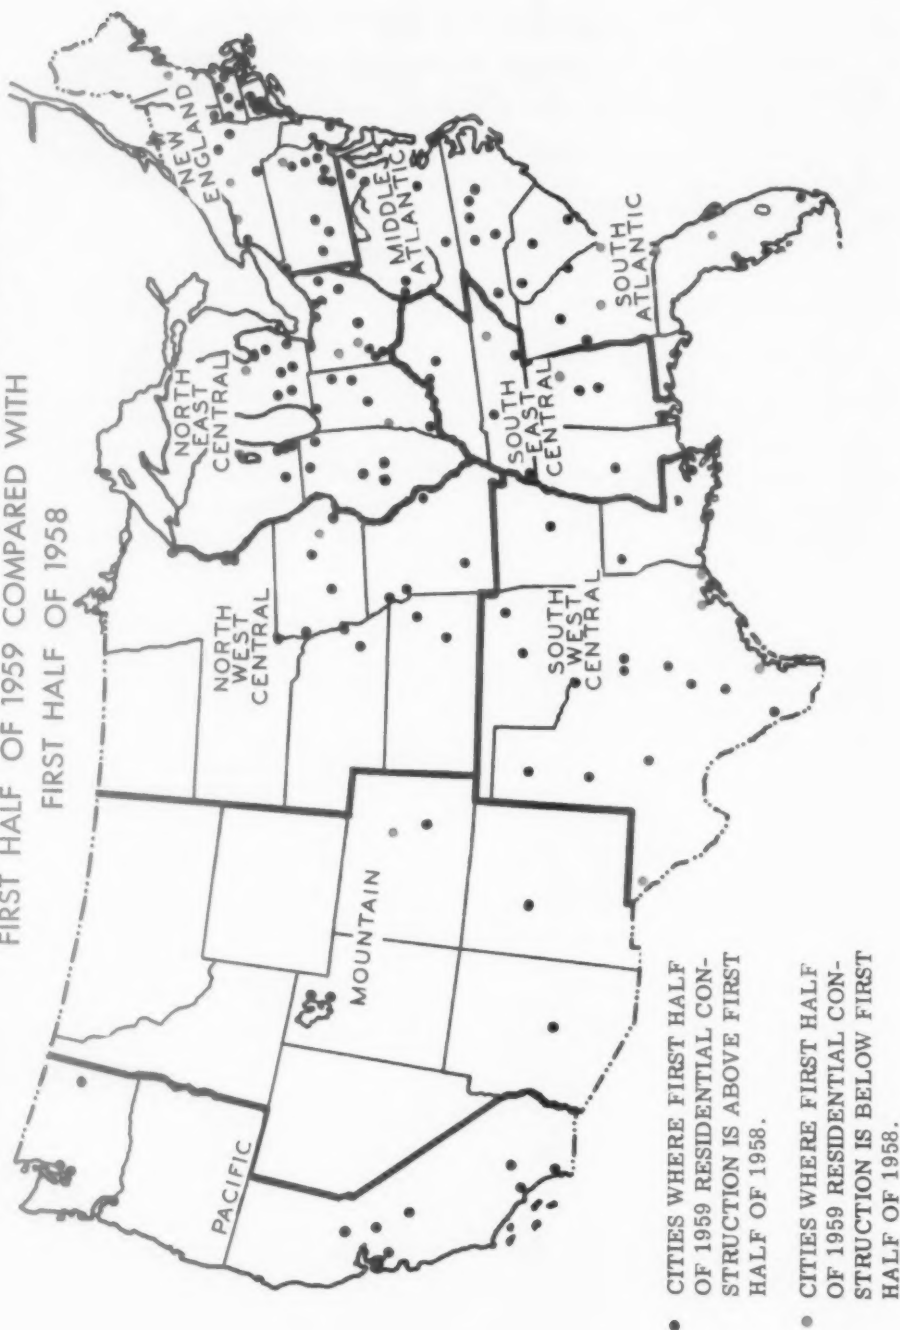 FIRST HALF OF 1959 COMPARED WITH
FIRST HALF OF 1958
NEW
ENGLAND
MIDDLE
ATLANTIC
SOUTH
ATLANTIC
NORTH
EAST
CENTRAL
SOUTH
EAST
CENTRAL
NORTH
WEST
CENTRAL
SOUTH
WEST
CENTRAL
MOUNTAIN
PACIFIC
CITIES WHERE FIRST HALF
OF 1959 RESIDENTIAL CON-
STRUCTION IS ABOVE FIRST
HALF OF 1958.
CITIES WHERE FIRST HALF
OF 1959 RESIDENTIAL CON-
STRUCTION IS BELOW FIRST
HALF OF 1958.